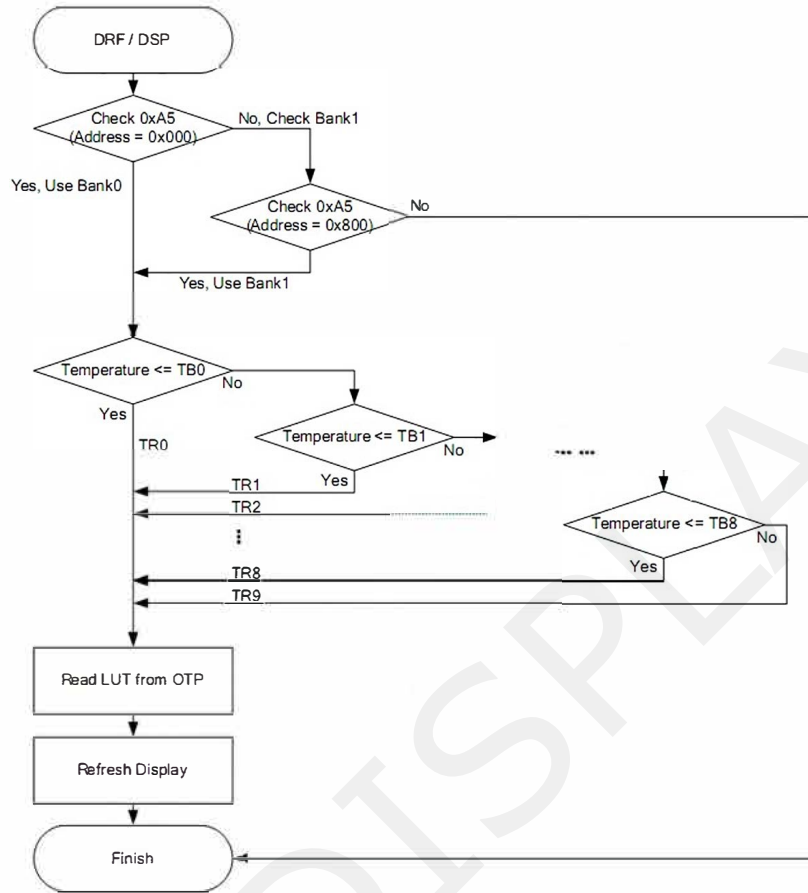 DRF / DSP
Check 0xA5
(Address = 0x000)
No, Check Bank1
Yes, Use Bank0
Check 0xA5
(Address = 0x800)
No
Yes, Use Bank1
Temperature <= TB0
No
Yes
TR0
Temperature <= TB1
No
Yes
... ...
TR1
TR2
Temperature <= TB8
No
Yes
TR8
TR9
Read LUT from OTP
Refresh Display
Finish
DISPLAY